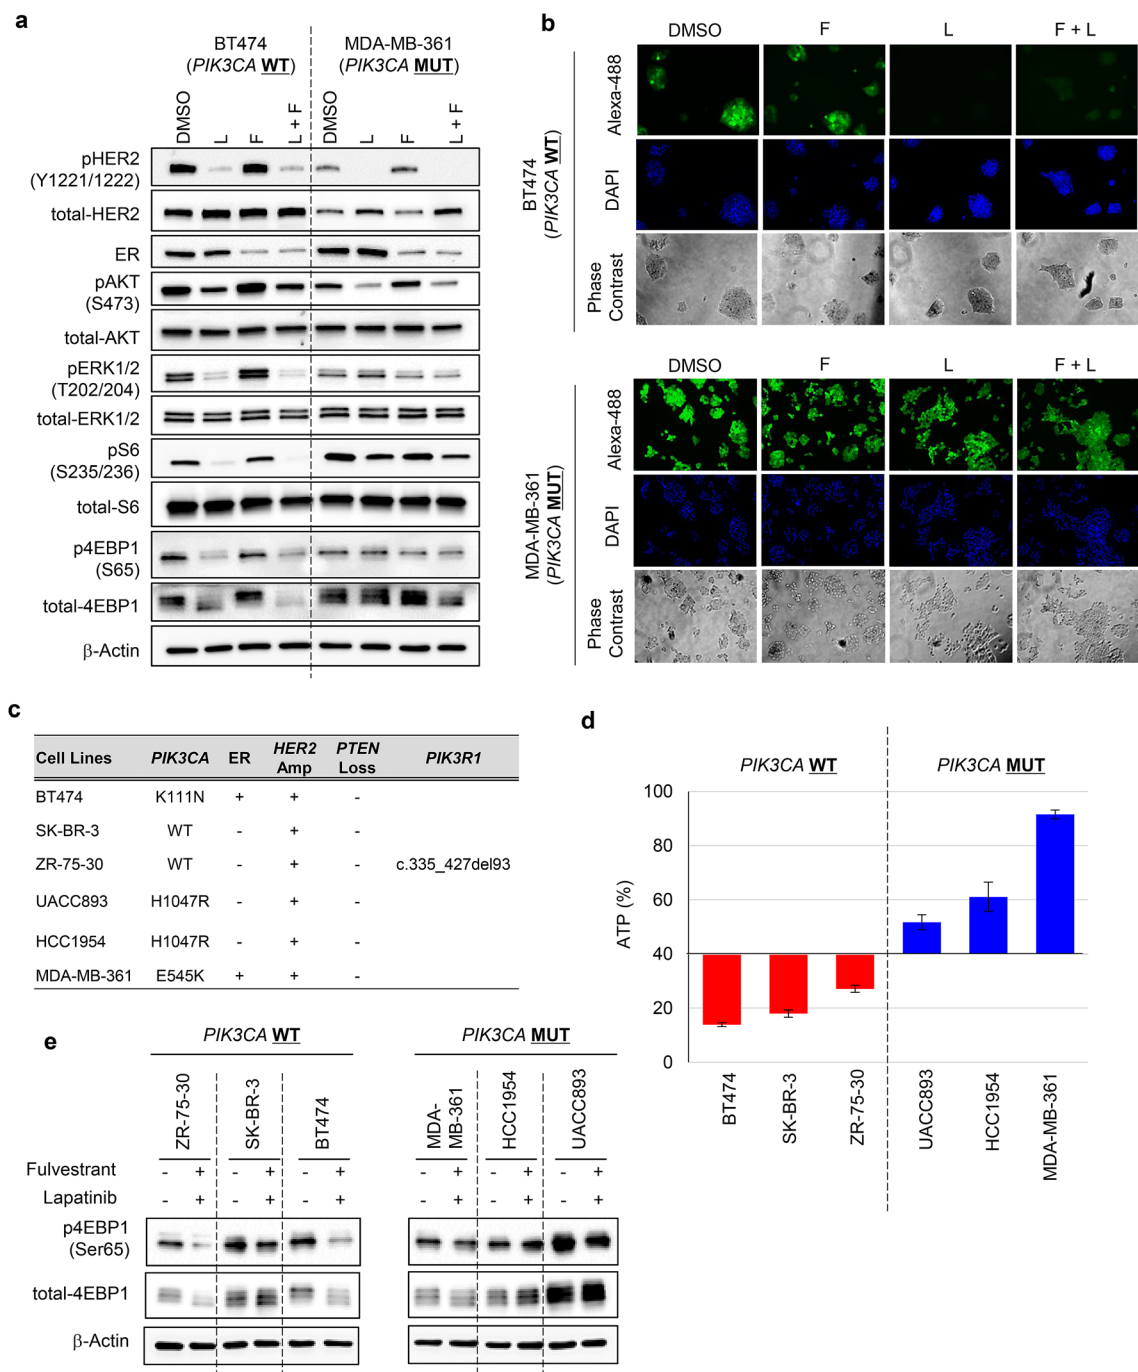 a
BT474
(PIK3CA WT)
MDA-MB-361
(PIK3CA MUT)
DMSO
L
F
L + F
DMSO
L
F
L + F
pHER2
(Y1221/1222)
total-HER2
ER
pAKT
(S473)
total-AKT
pERK1/2
(T202/204)
total-ERK1/2
pS6
(S235/236)
total-S6
p4EBP1
(S65)
total-4EBP1
β-Actin
b
DMSO F L F + L
BT474
(PIK3CA WT)
Alexa-488
DAPI
Phase
Contrast
DMSO F L F + L
MDA-MB-361
(PIK3CA MUT)
Alexa-488
DAPI
Phase
Contrast
c
Cell Lines PIK3CA ER HER2 Amp PTEN Loss PIK3R1
BT474 K111N + + -
SK-BR-3 WT - + -
ZR-75-30 WT - + - c.335_427del93
UACC893 H1047R - + -
HCC1954 H1047R - + -
MDA-MB-361 E545K + + -
d
PIK3CA WT PIK3CA MUT
ATP (%)
100
80
60
40
20
0
BT474
SK-BR-3
ZR-75-30
UACC893
HCC1954
MDA-MB-361
e
PIK3CA WT PIK3CA MUT
ZR-75-30
SK-BR-3
BT474
MDA-
MB-361
HCC1954
UACC893
Fulvestrant - + - + - + - + - + - +
Lapatinib - + - + - + - + - + - +
p4EBP1
(Ser65)
total-4EBP1
β-Actin